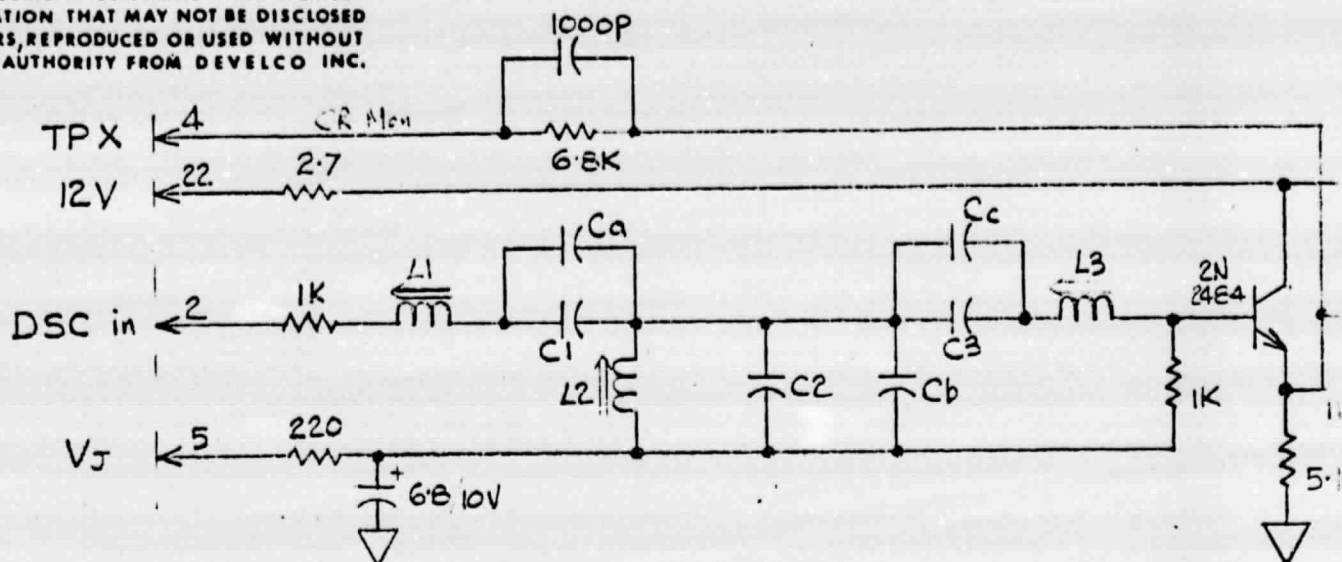 ATION THAT MAY NOT BE DISCLOSED
RS, REPRODUCED OR USED WITHOUT
AUTHORITY FROM DEVELCO INC.
1000P
TPX
4
CR Mon
6.8K
12V
22
2.7
Ca
Cc
L1
L3
2N
DSC in
2
1K
C1
C3
L2
C2
Cb
1K
VJ
5
220
+
6.8 10V
5.1